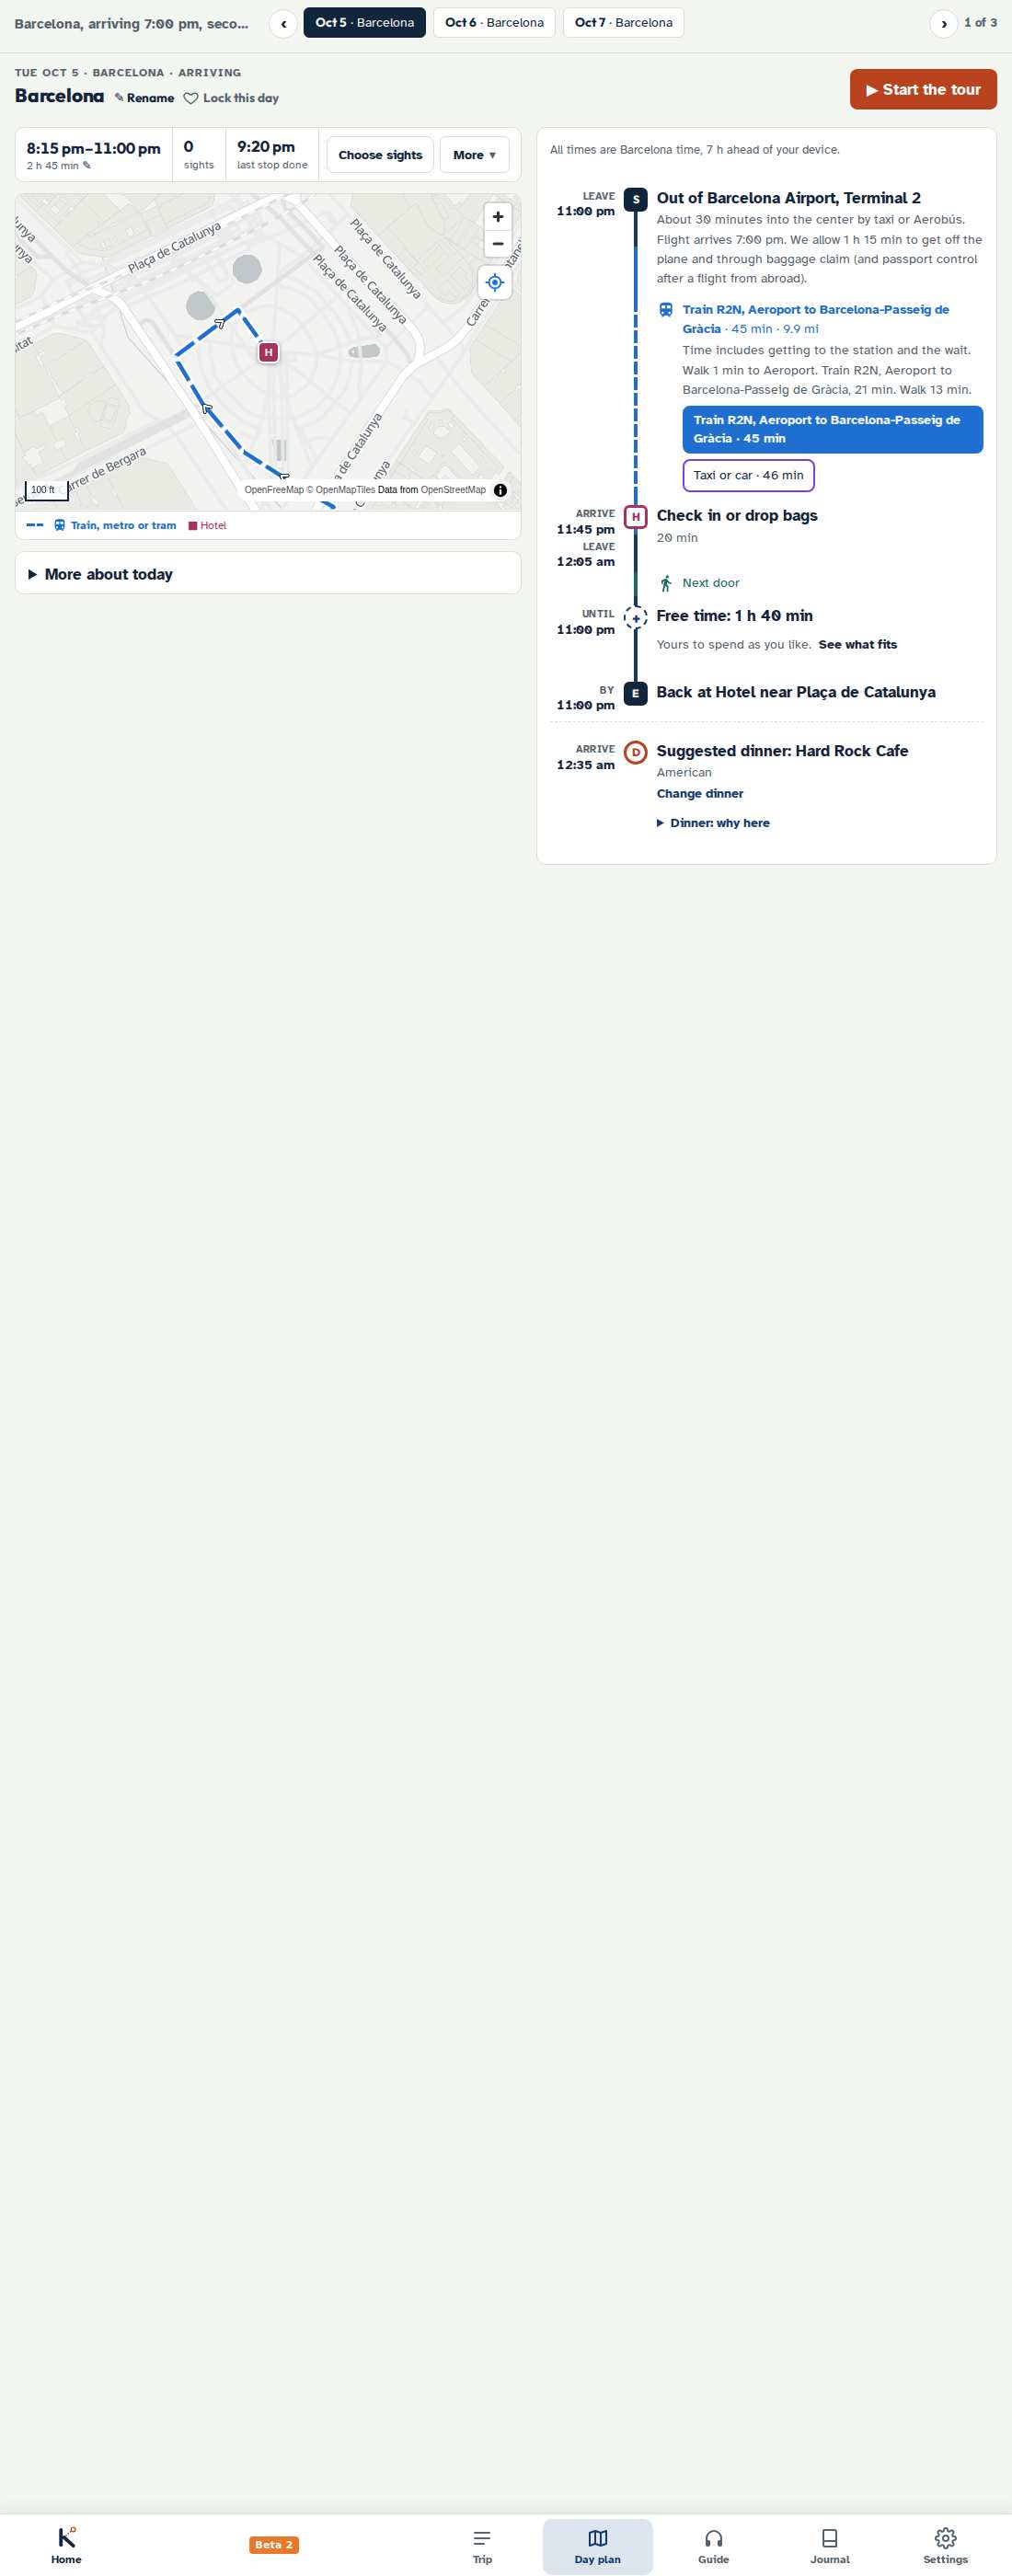 Barcelona, arriving 7:00 pm, seco...
‹
Oct 5 · Barcelona
Oct 6 · Barcelona
Oct 7 · Barcelona
›
1 of 3
TUE OCT 5 · BARCELONA · ARRIVING
Barcelona ✎ Rename Lock this day
▶ Start the tour
8:15 pm–11:00 pm
2 h 45 min ✎
0
sights
9:20 pm
last stop done
Choose sights
More ▾
Plaça de Catalunya
Plaça de Catalunya
Plaça de Catalunya
Plaça de Catalunya
H
+
−
100 ft
Carrer de Bergara
OpenFreeMap © OpenMapTiles Data from OpenStreetMap
Train, metro or tram
Hotel
▶ More about today
All times are Barcelona time, 7 h ahead of your device.
LEAVE
11:00 pm
S
Out of Barcelona Airport, Terminal 2
About 30 minutes into the center by taxi or Aerobús.
Flight arrives 7:00 pm. We allow 1 h 15 min to get off the
plane and through baggage claim (and passport control
after a flight from abroad).
Train R2N, Aeroport to Barcelona-Passeig de
Gràcia · 45 min · 9.9 mi
Time includes getting to the station and the wait.
Walk 1 min to Aeroport. Train R2N, Aeroport to
Barcelona-Passeig de Gràcia, 21 min. Walk 13 min.
Train R2N, Aeroport to Barcelona-Passeig de
Gràcia · 45 min
Taxi or car · 46 min
ARRIVE
11:45 pm
LEAVE
12:05 am
H
Check in or drop bags
20 min
Next door
UNTIL
11:00 pm
+
Free time: 1 h 40 min
Yours to spend as you like. See what fits
BY
11:00 pm
E
Back at Hotel near Plaça de Catalunya
ARRIVE
12:35 am
D
Suggested dinner: Hard Rock Cafe
American
Change dinner
▶ Dinner: why here
Home
Beta 2
Trip
Day plan
Guide
Journal
Settings